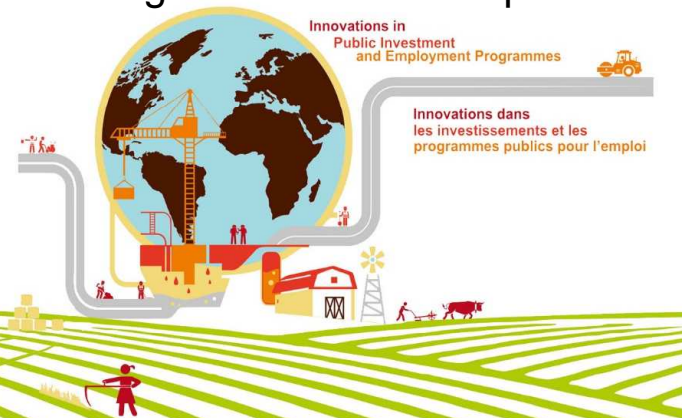 Innovations in
Public Investment
and Employment Programmes
Innovations dans
les investissements et les
programmes publics pour l'emploi